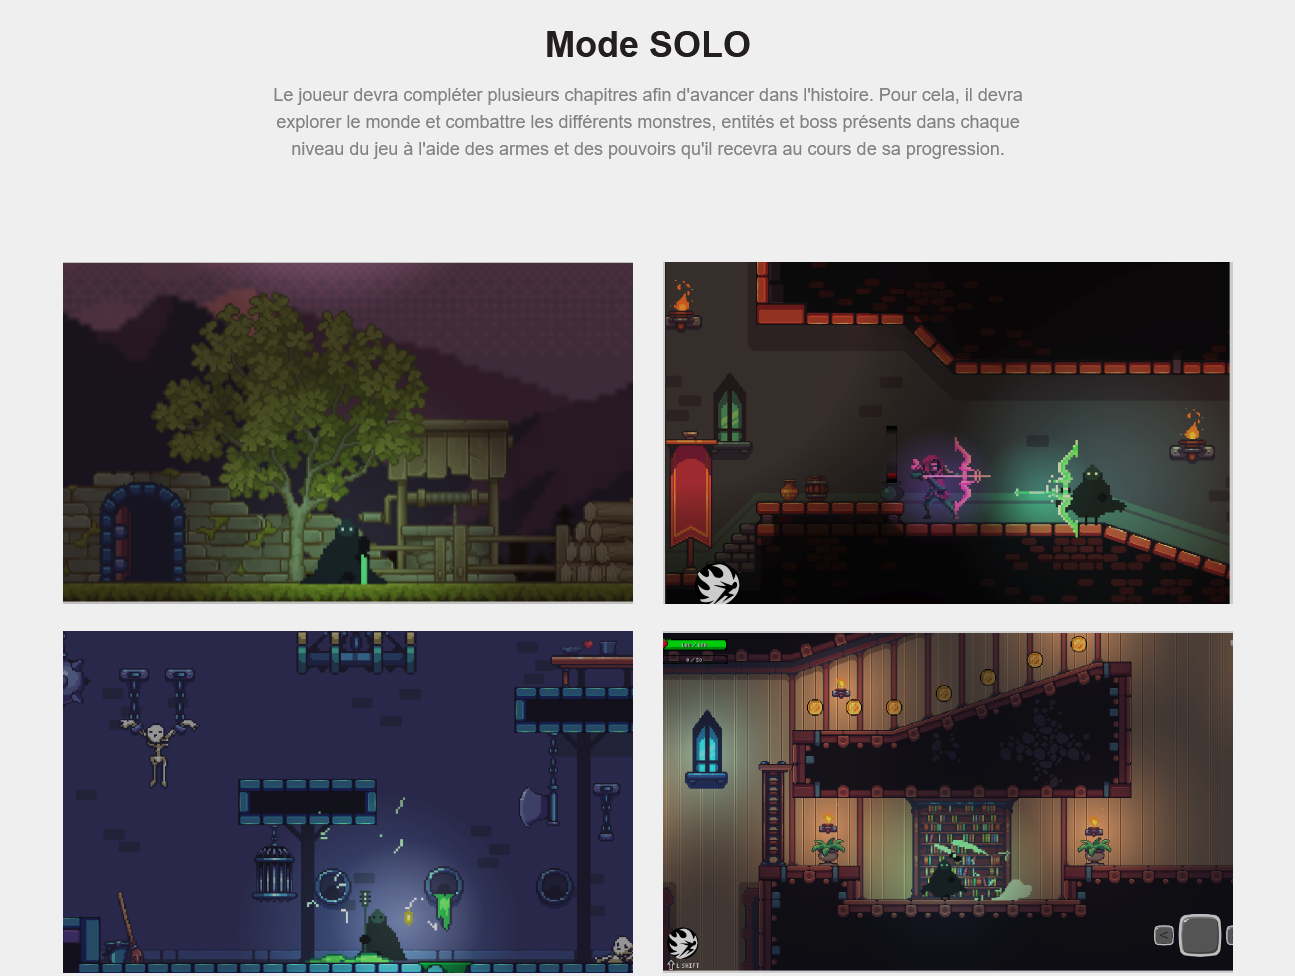 Mode SOLO
Le joueur devra compléter plusieurs chapitres afin d'avancer dans l'histoire. Pour cela, il devra
explorer le monde et combattre les différents monstres, entités et boss présents dans chaque
niveau du jeu à l'aide des armes et des pouvoirs qu'il recevra au cours de sa progression.
L SHIFT